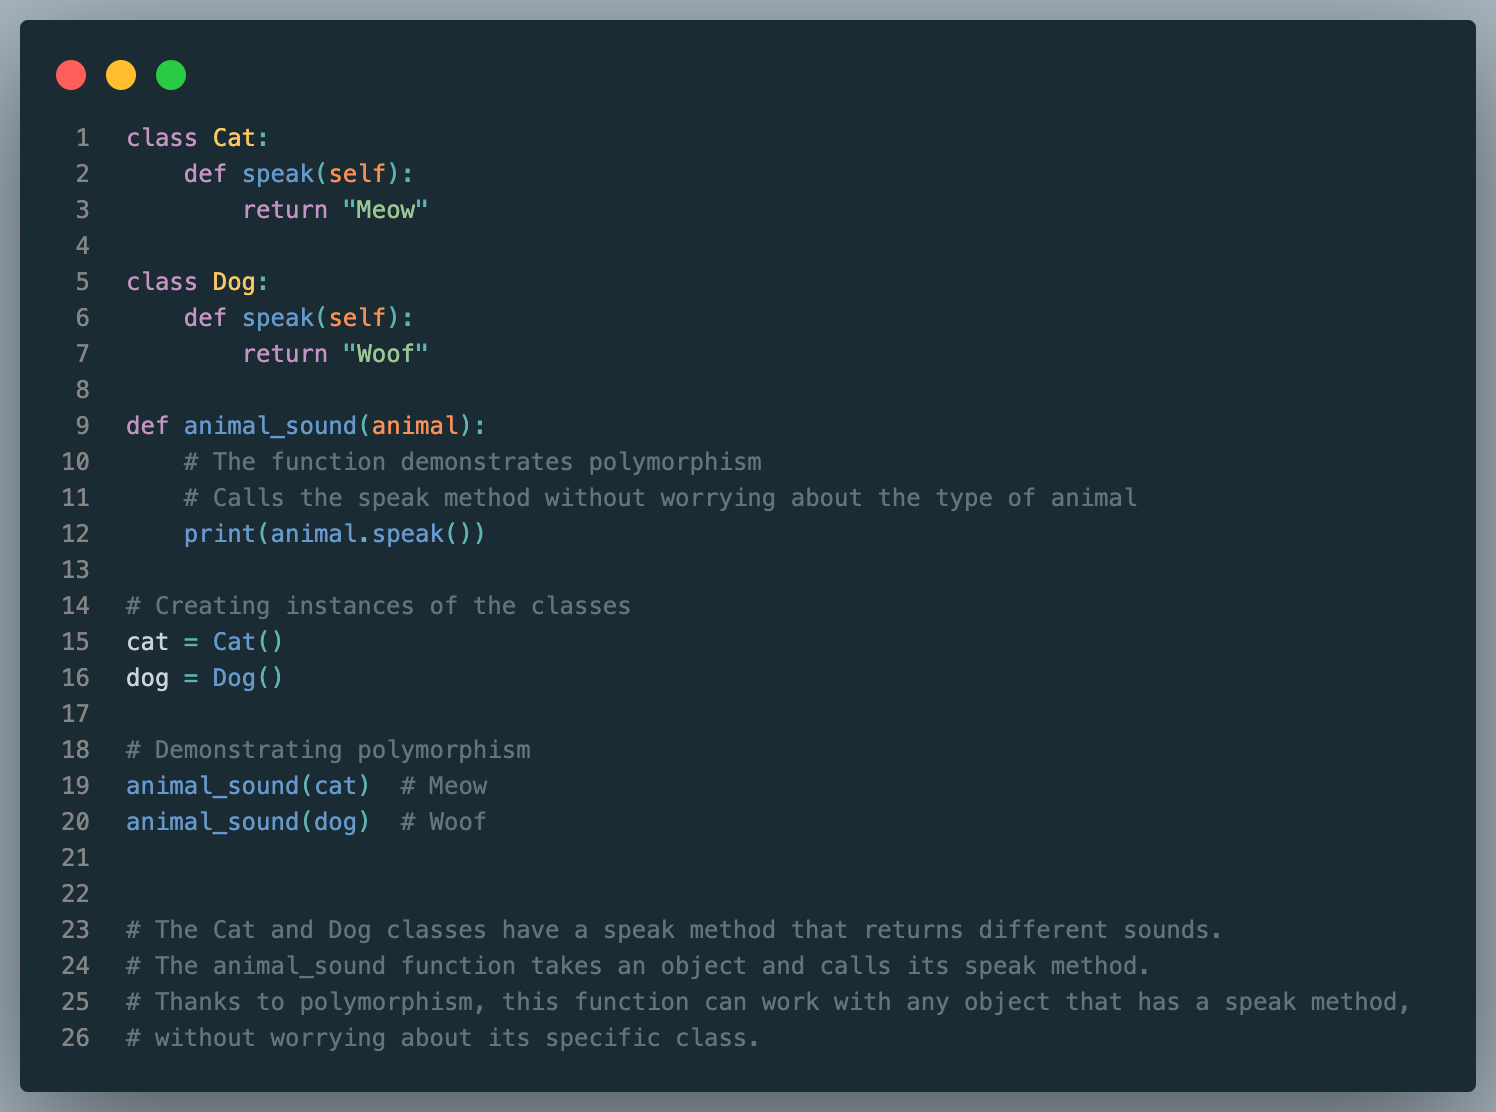 1 class Cat:
2     def speak(self):
3         return "Meow"
4
5 class Dog:
6     def speak(self):
7         return "Woof"
8
9 def animal_sound(animal):
10     # The function demonstrates polymorphism
11     # Calls the speak method without worrying about the type of animal
12     print(animal.speak())
13
14 # Creating instances of the classes
15 cat = Cat()
16 dog = Dog()
17
18 # Demonstrating polymorphism
19 animal_sound(cat)  # Meow
20 animal_sound(dog)  # Woof
21
22
23 # The Cat and Dog classes have a speak method that returns different sounds.
24 # The animal_sound function takes an object and calls its speak method.
25 # Thanks to polymorphism, this function can work with any object that has a speak method,
26 # without worrying about its specific class.